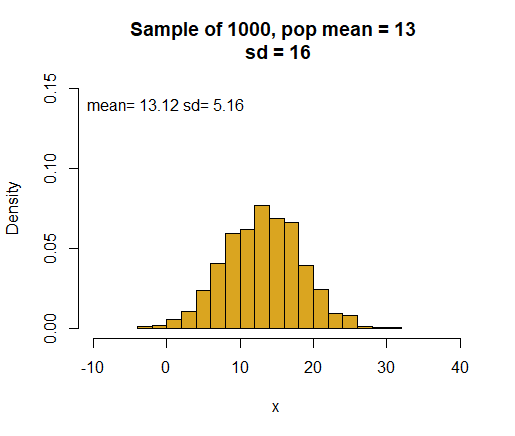 Sample of 1000, pop mean = 13
sd = 16
mean= 13.12 sd= 5.16
Density
0.15
0.10
0.05
0.00
-10 0 10 20 30 40
x